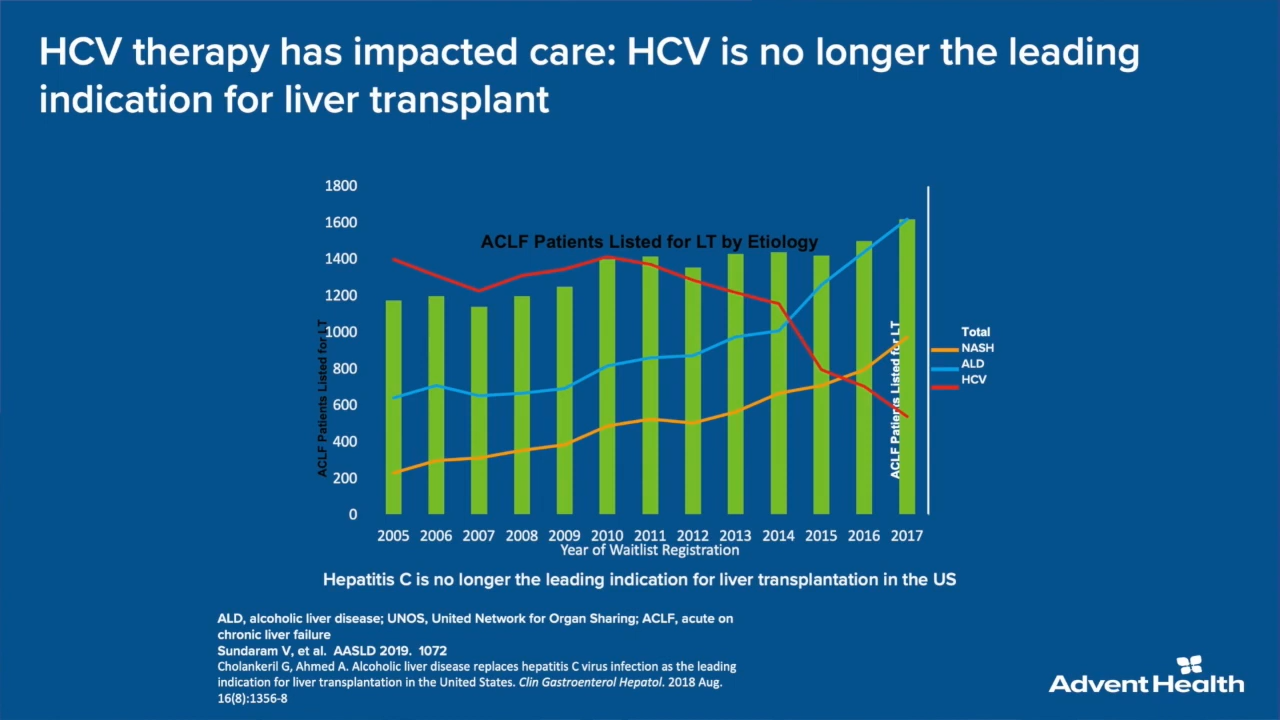 HCV therapy has impacted care: HCV is no longer the leading
indication for liver transplant
ACLF Patients Listed for LT by Etiology
1800
1600
1400
1200
1000
800
600
400
200
0
ACLF Patients Listed for LT
ACLF Patients Listed for LT
Total
NASH
ALD
HCV
2005 2006 2007 2008 2009 2010 2011 2012 2013 2014 2015 2016 2017
Year of Waitlist Registration
Hepatitis C is no longer the leading indication for liver transplantation in the US
ALD, alcoholic liver disease; UNOS, United Network for Organ Sharing; ACLF, acute on
chronic liver failure
Sundaram V, et al. AASLD 2019. 1072
Cholankeril G, Ahmed A. Alcoholic liver disease replaces hepatitis C virus infection as the leading
indication for liver transplantation in the United States. Clin Gastroenterol Hepatol. 2018 Aug.
16(8):1356-8
Advent Health